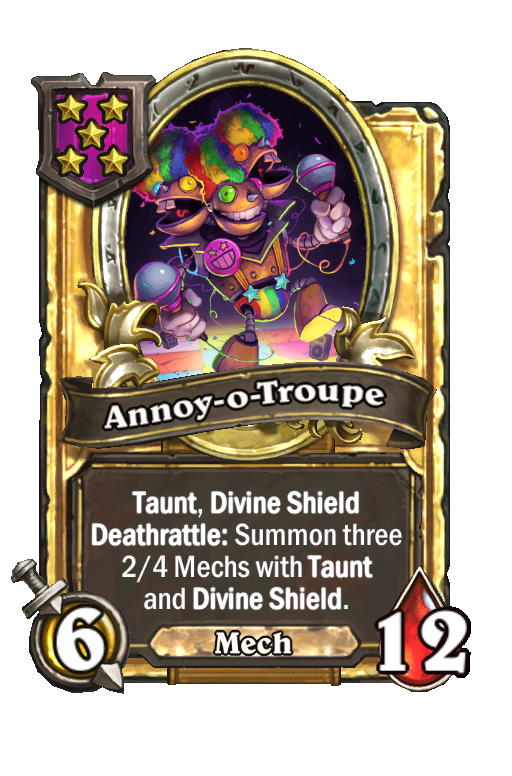 Annoy-o-Troupe
Taunt, Divine Shield
Deathrattle: Summon three
2/4 Mechs with Taunt
and Divine Shield.
6
Mech
12